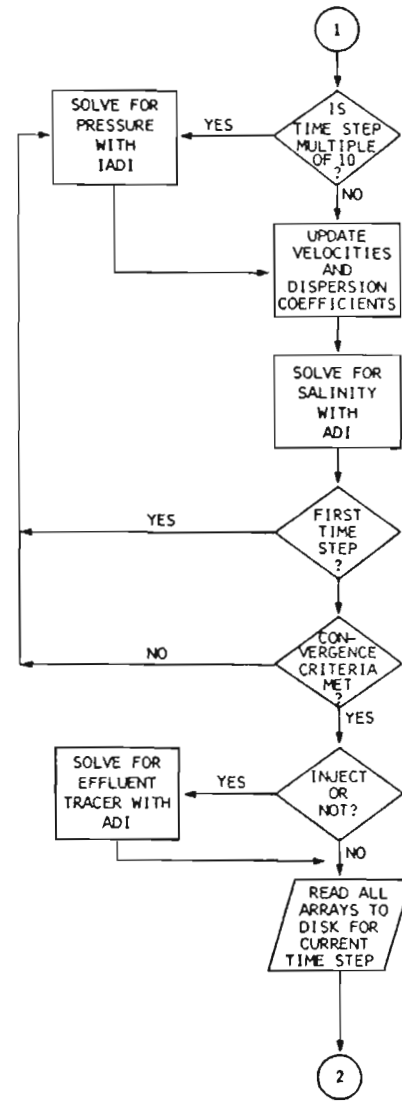 1
IS
TIME STEP
MULTIPLE
OF 10
?
YES
SOLVE FOR
PRESSURE
WITH
IADI
NO
UPDATE
VELOCITIES
AND
DISPERSION
COEFFICIENTS
SOLVE FOR
SALINITY
WITH
ADI
FIRST
TIME
STEP
?
YES
CON-
VERGENCE
CRITERIA
MET
?
NO
YES
INJECT
OR
NOT?
YES
SOLVE FOR
EFFLUENT
TRACER WITH
ADI
NO
READ ALL
ARRAYS TO
DISK FOR
CURRENT
TIME STEP
2